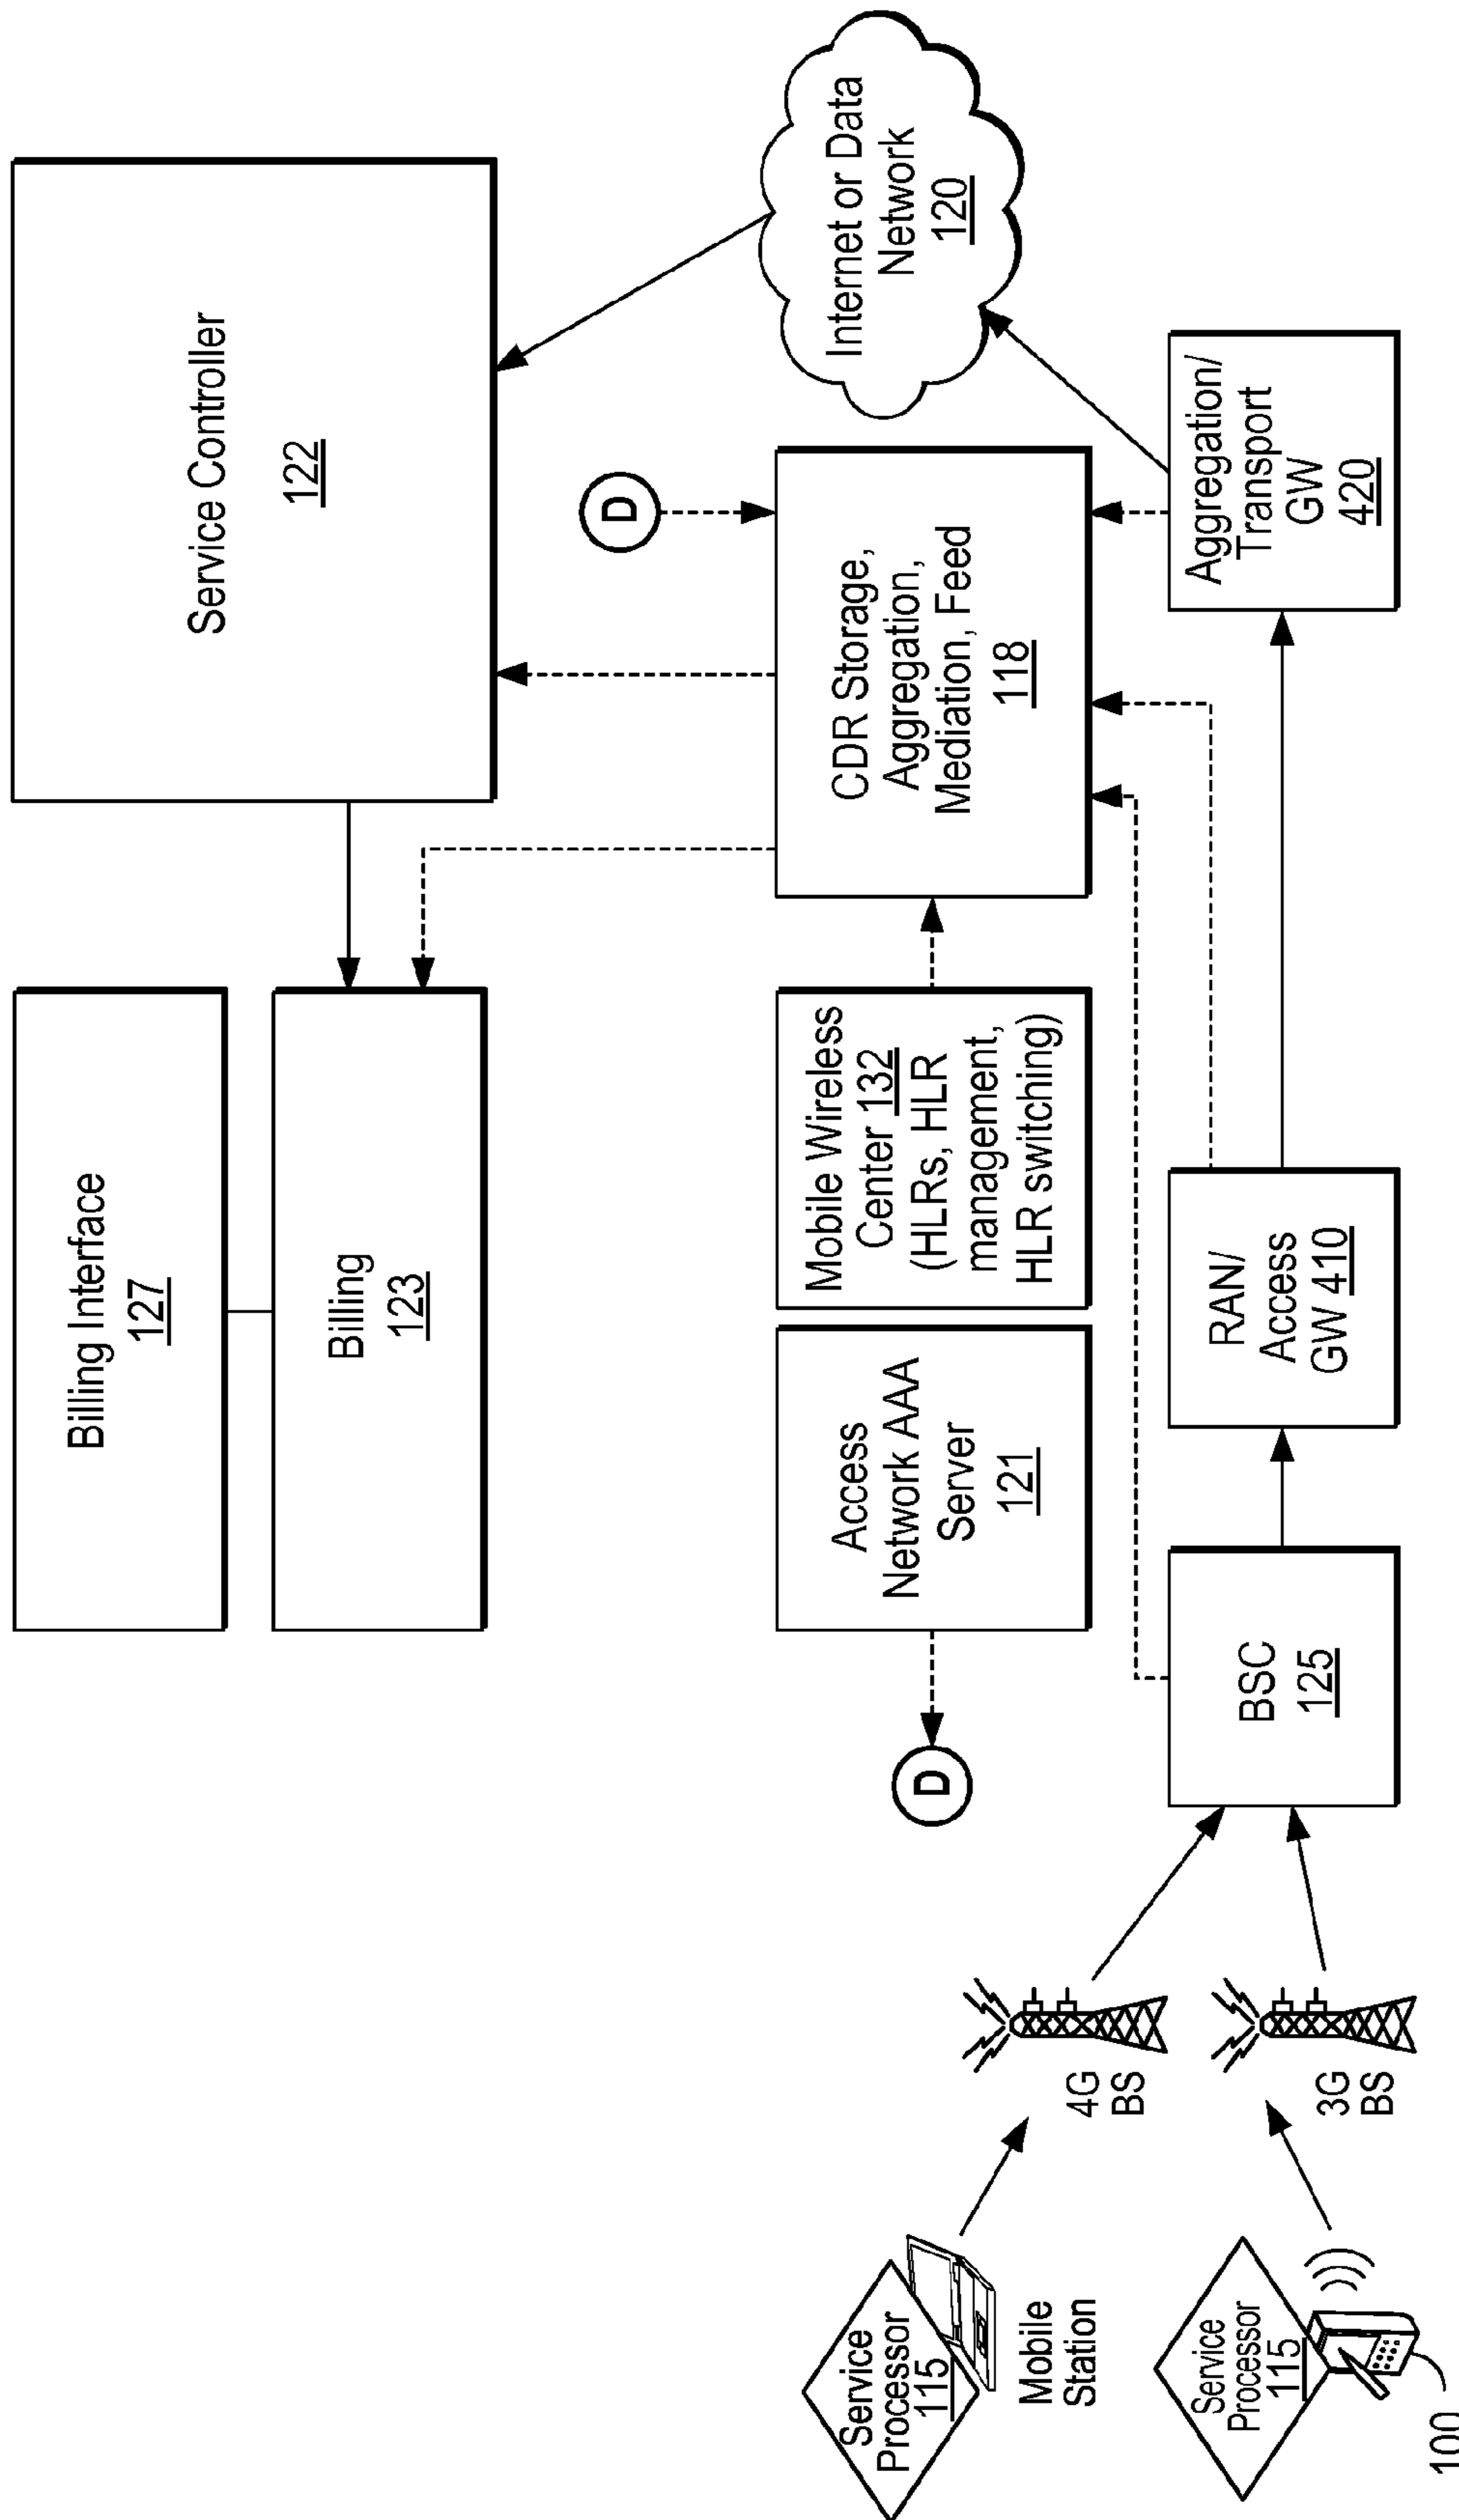 Billing Interface
127
Billing
123
Service Controller
122
D
Access
Network AAA
Server
121
Mobile Wireless
Center 132
(HLRs, HLR
management,
HLR switching)
CDR Storage,
Aggregation,
Mediation, Feed
118
D
Internet or Data
Network
120
Service
Processor
115
Mobile
Station
4G
BS
Service
Processor
115
100
3G
BS
BSC
125
RAN/
Access
GW 410
Aggregation/
Transport
GW
420